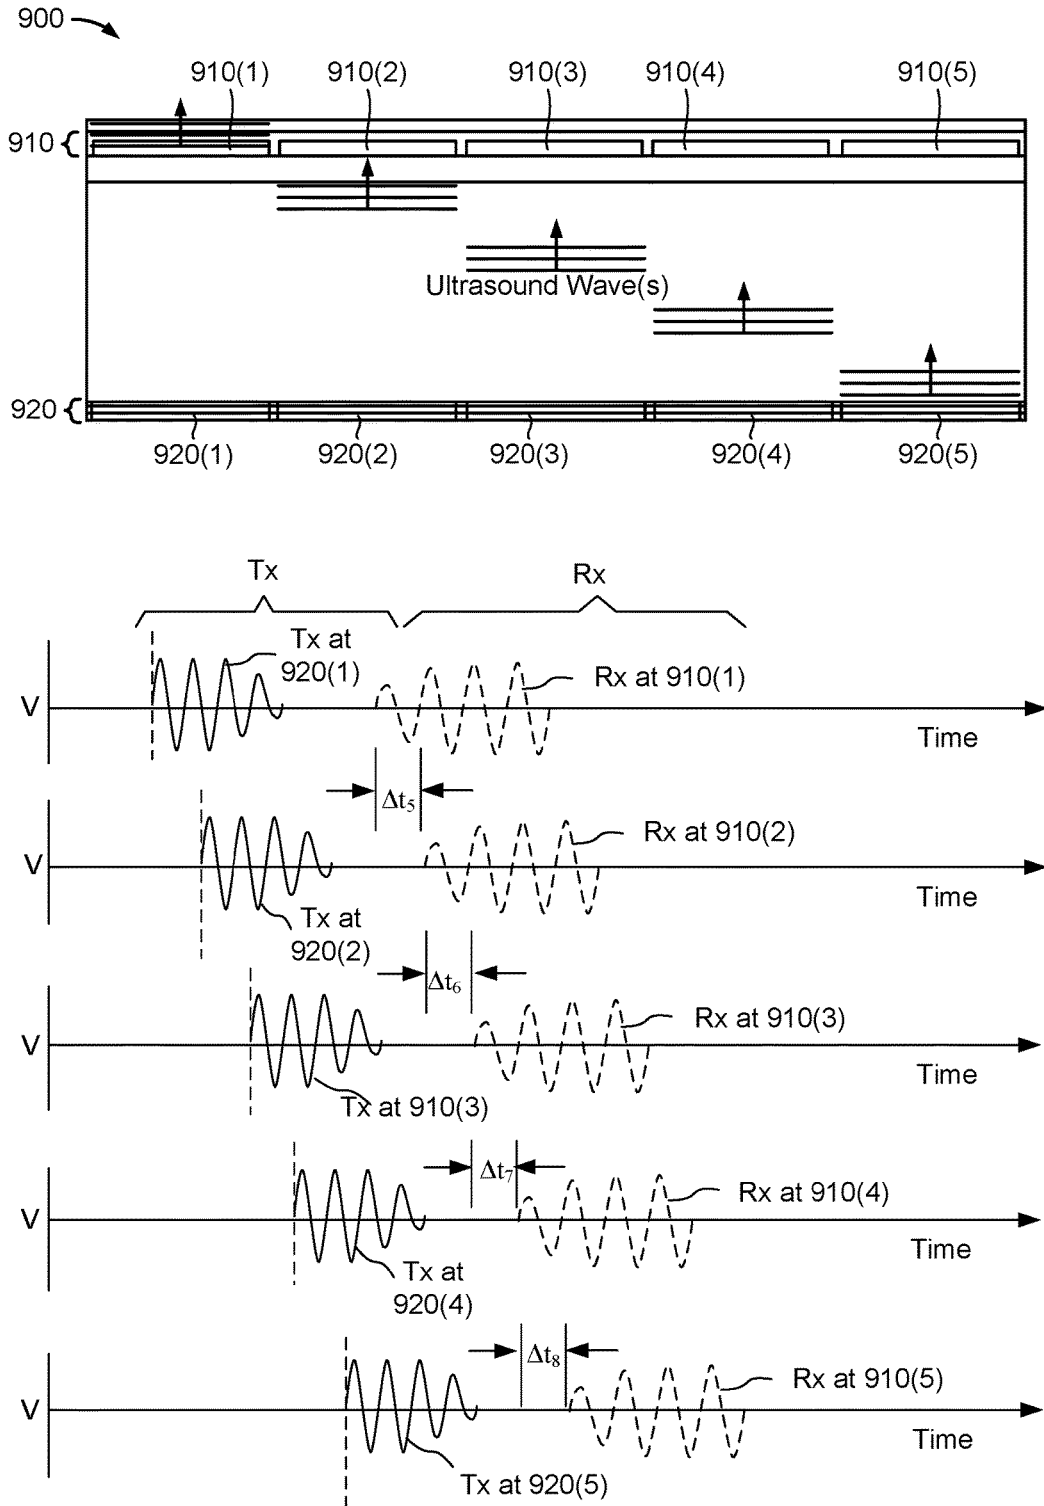 900
910(1) 910(2) 910(3) 910(4) 910(5)
910
Ultrasound Wave(s)
920
920(1) 920(2) 920(3) 920(4) 920(5)
Tx Rx
Tx at
920(1)
Rx at 910(1)
V
Time
Δt5
Rx at 910(2)
V
Time
Tx at
920(2)
Δt6
Rx at 910(3)
V
Time
Tx at 910(3)
Δt7
Rx at 910(4)
V
Time
Tx at
920(4)
Δt8
Rx at 910(5)
V
Time
Tx at 920(5)